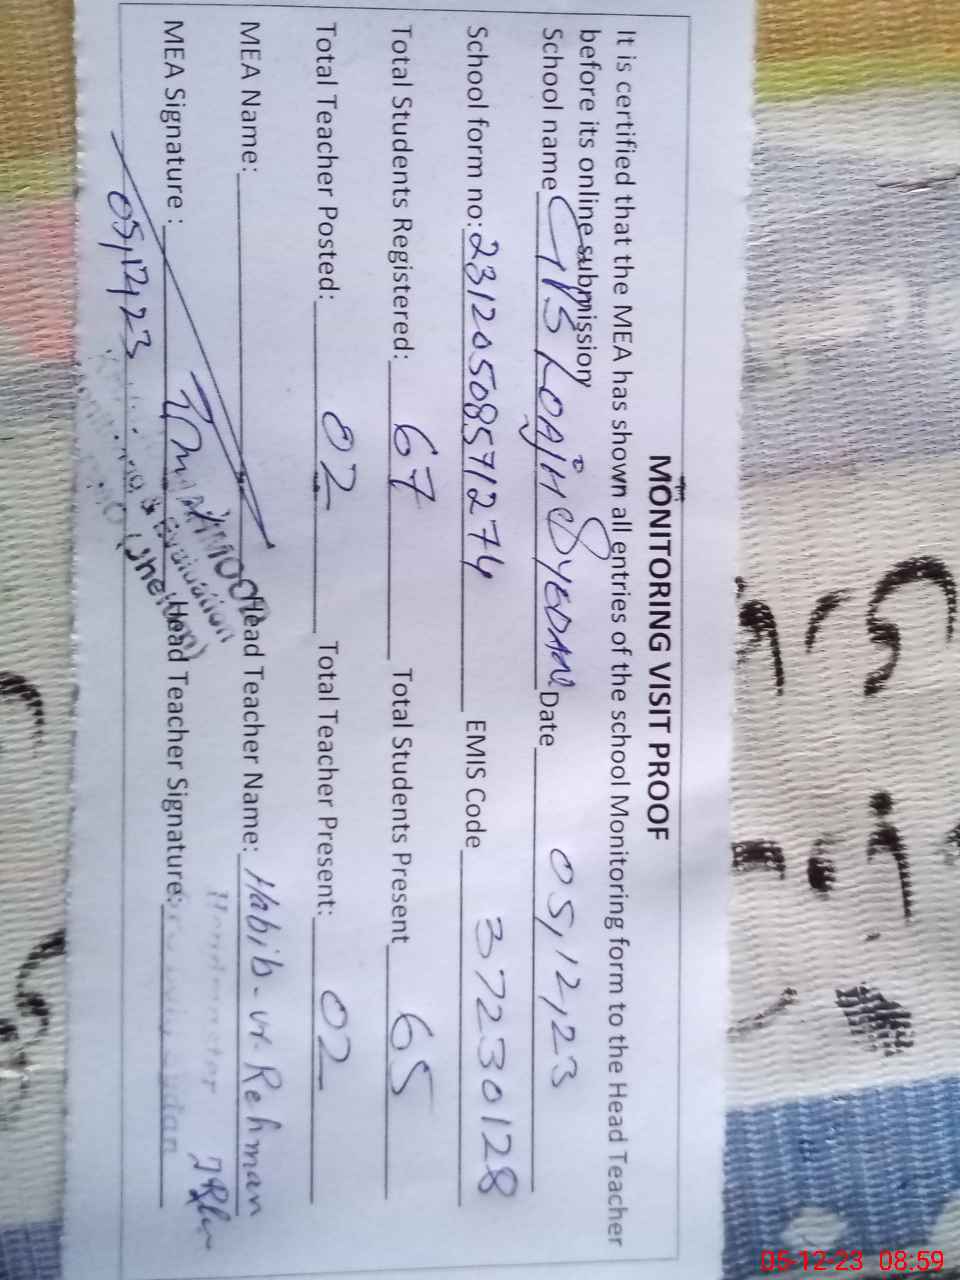 MONITORING VISIT PROOF
It is certified that the MEA has shown all entries of the school Monitoring form to the Head Teacher
before its online submission
School name GPS Date 05,12,23
School form no: 23120508571274 EMIS Code 37230128
Total Students Registered: 67 Total Students Present 65
Total Teacher Posted: 02 Total Teacher Present: 02
MEA Name: Head Teacher Name: Habib-ur-Rehman
MEA Signature : Head Teacher Signature:
Headmaster
& Evaluation
05,12,23
05-12-23 08:59